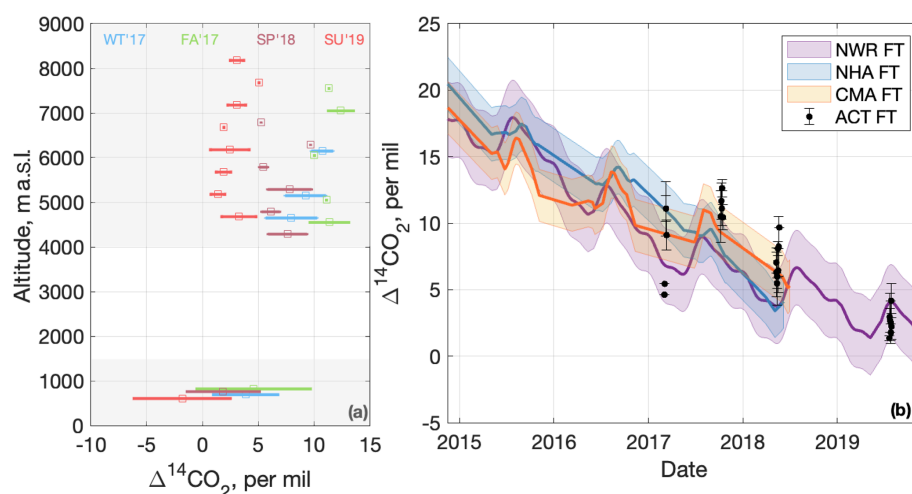 9000
8000
7000
6000
5000
4000
3000
2000
1000
0
Altitude, m a.s.l.
WT'17
FA'17
SP'18
SU'19
(a)
-10
-5
0
5
10
15
Δ¹⁴CO₂, per mil
25
20
15
10
5
0
-5
Δ¹⁴CO₂, per mil
NWR FT
NHA FT
CMA FT
ACT FT
(b)
2015
2016
2017
2018
2019
Date